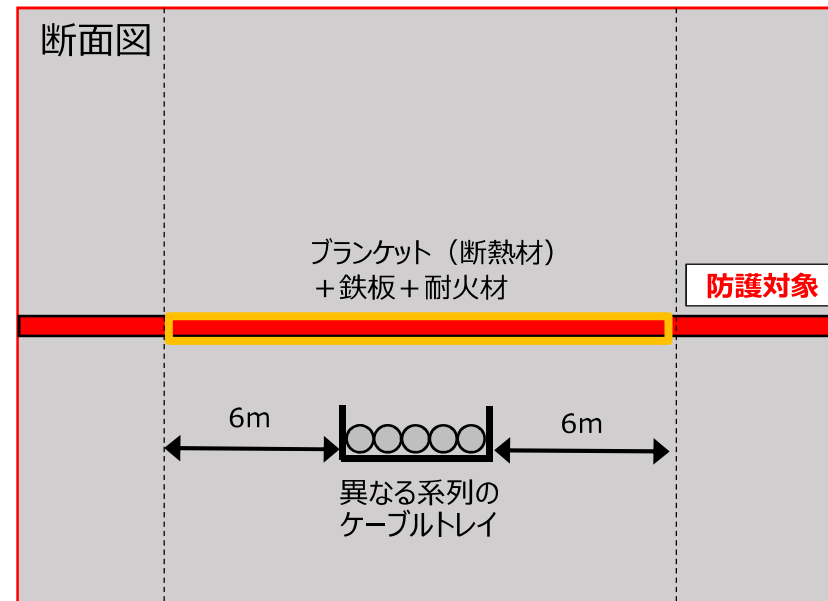 断面図
ブランケット（断熱材）
＋鉄板＋耐火材
防護対象
6m
6m
異なる系列の
ケーブルトレイ